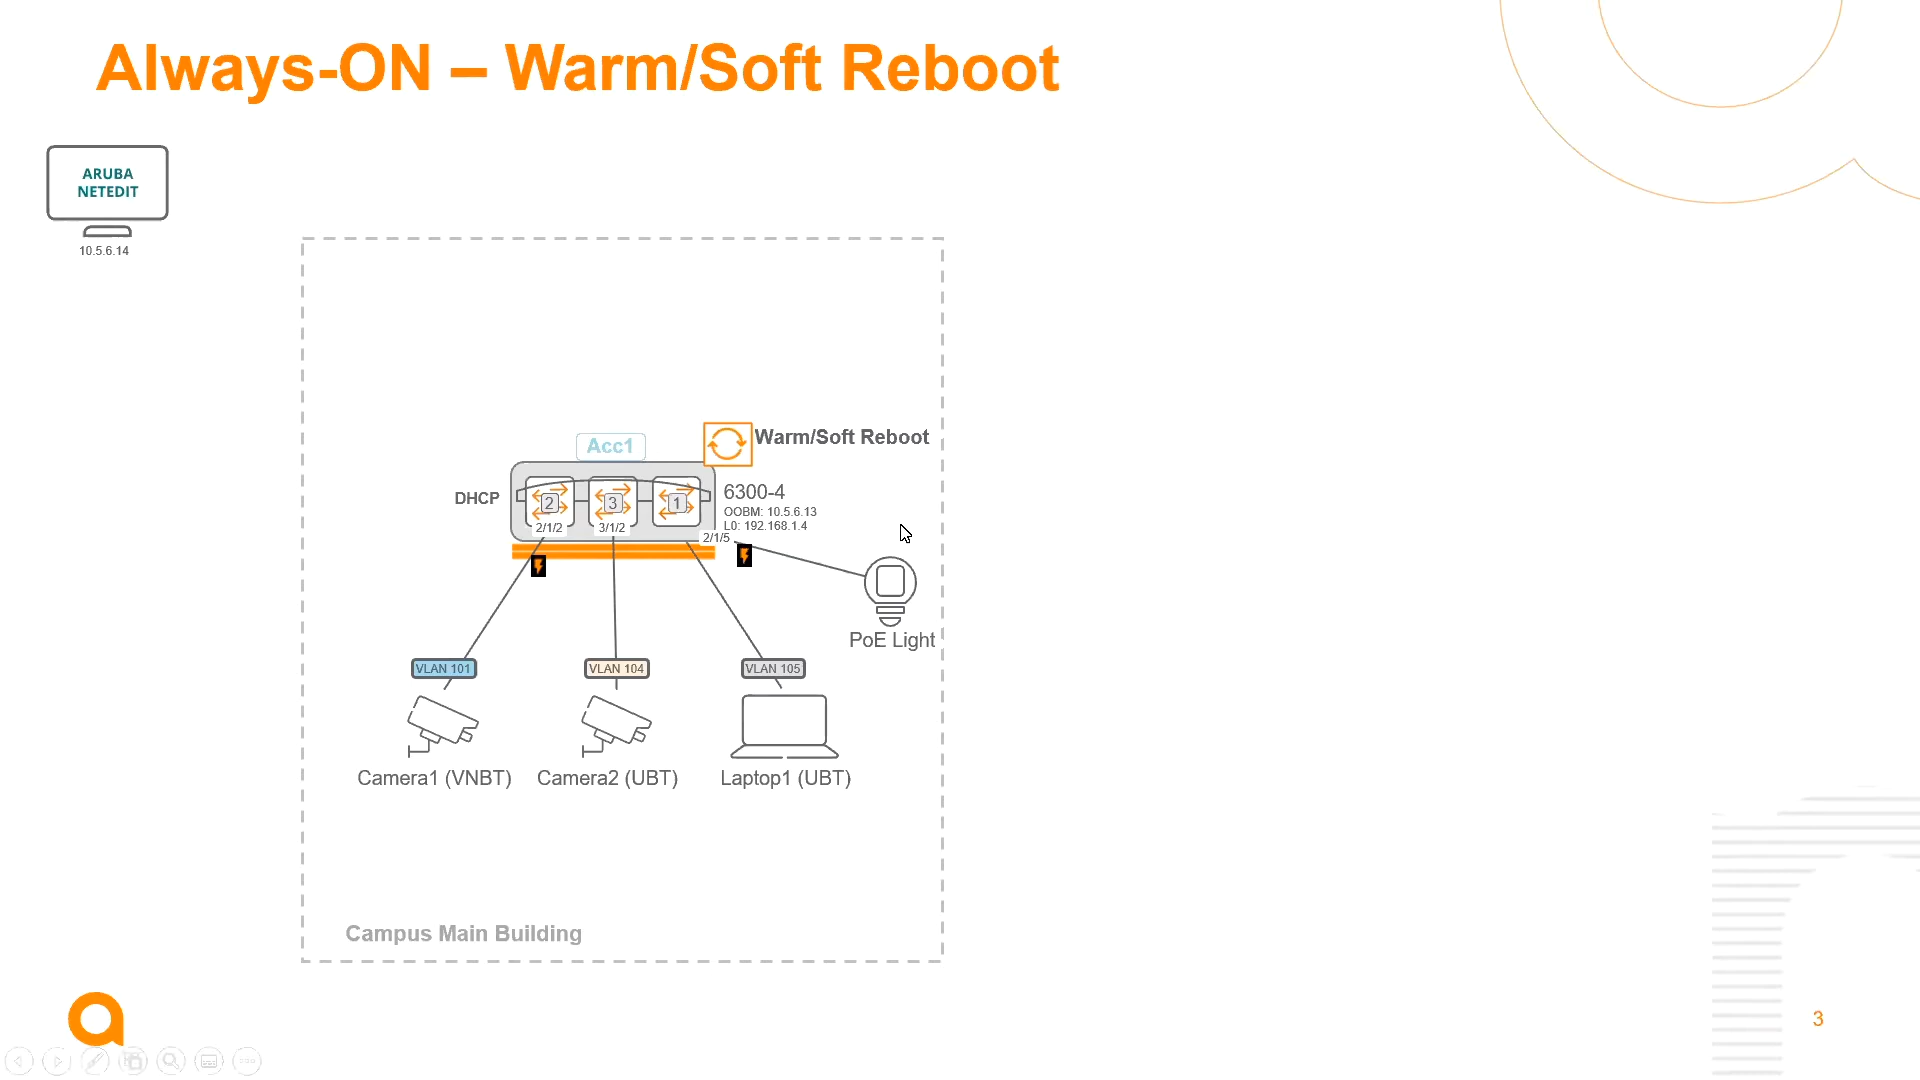 Always-ON – Warm/Soft Reboot
ARUBA
NETEDIT
10.5.6.14
Warm/Soft Reboot
Acc1
DHCP
2
3
1
6300-4
OOBM: 10.5.6.13
L0: 192.168.1.4
2/1/2
3/1/2
2/1/5
PoE Light
VLAN 101
VLAN 104
VLAN 105
Camera1 (VNBT)
Camera2 (UBT)
Laptop1 (UBT)
Campus Main Building
3